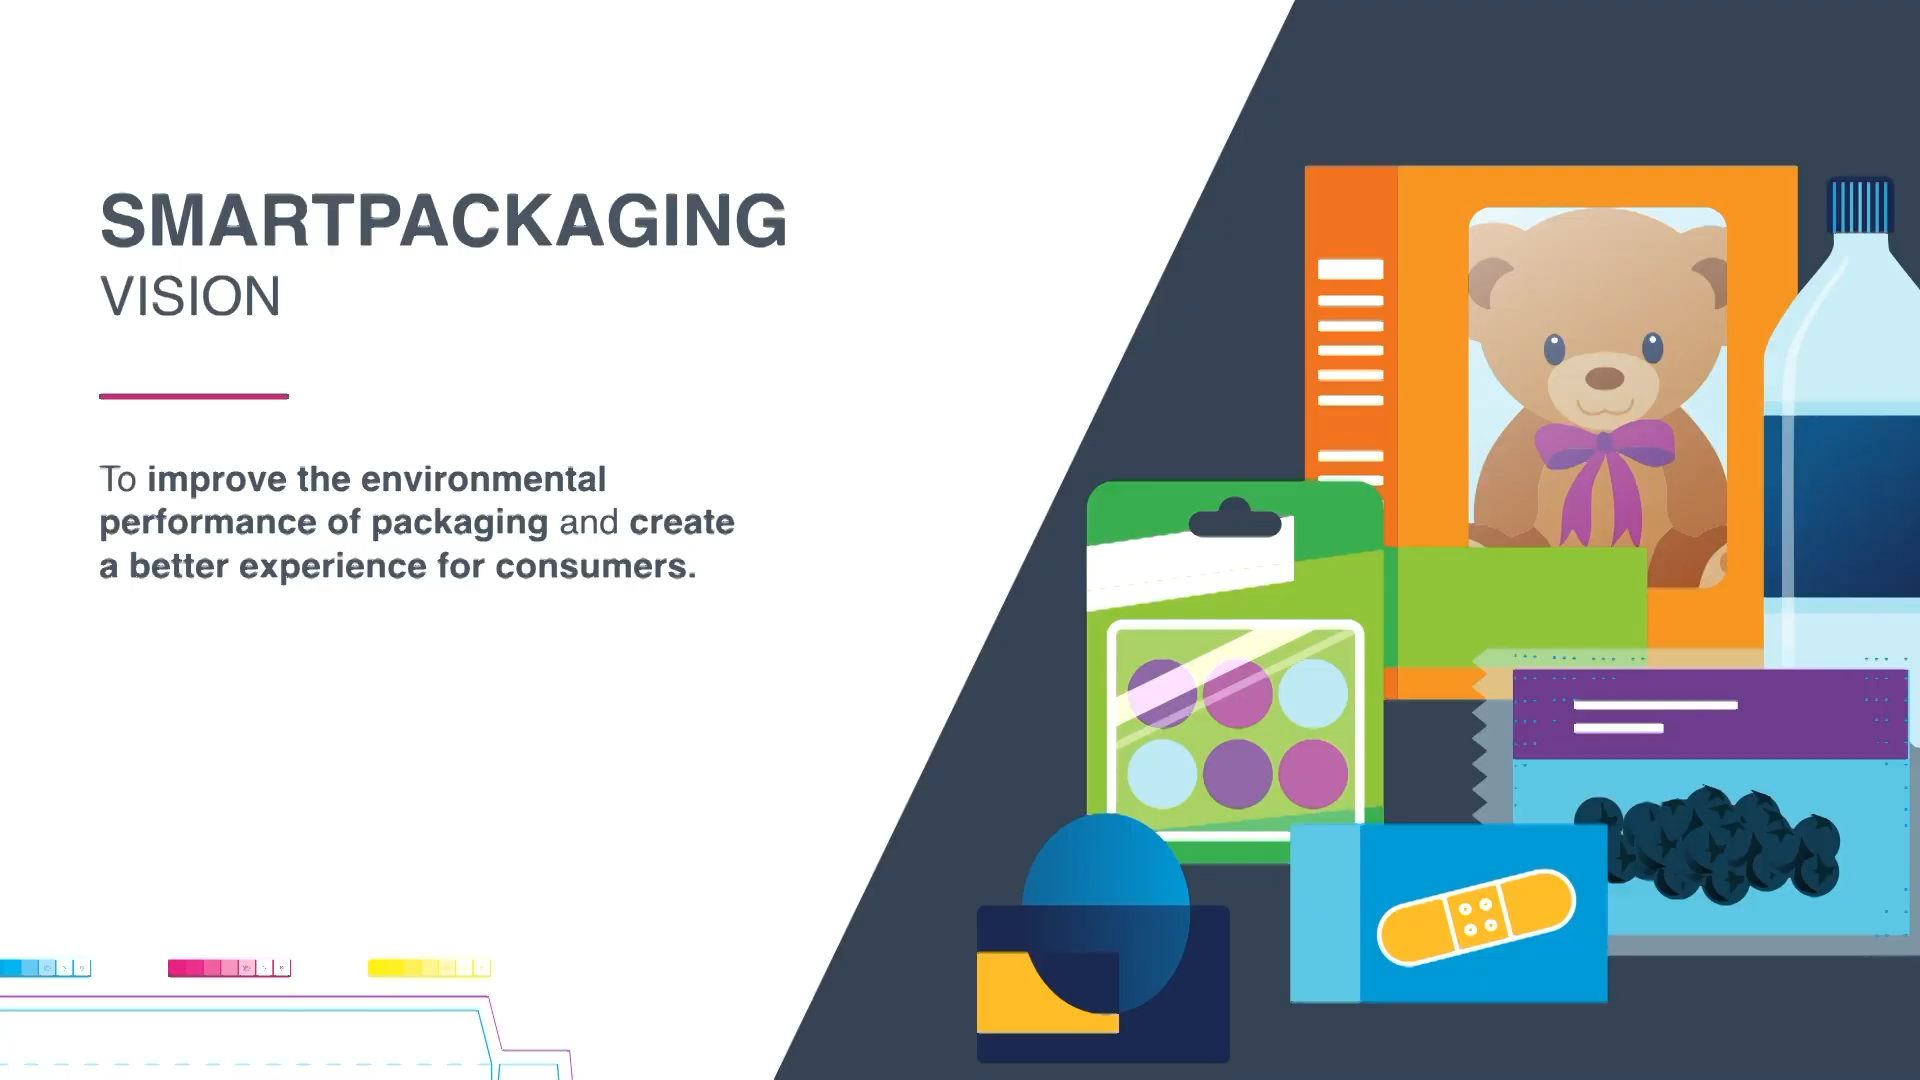 SMARTPACKAGING
VISION
To improve the environmental
performance of packaging and create
a better experience for consumers.